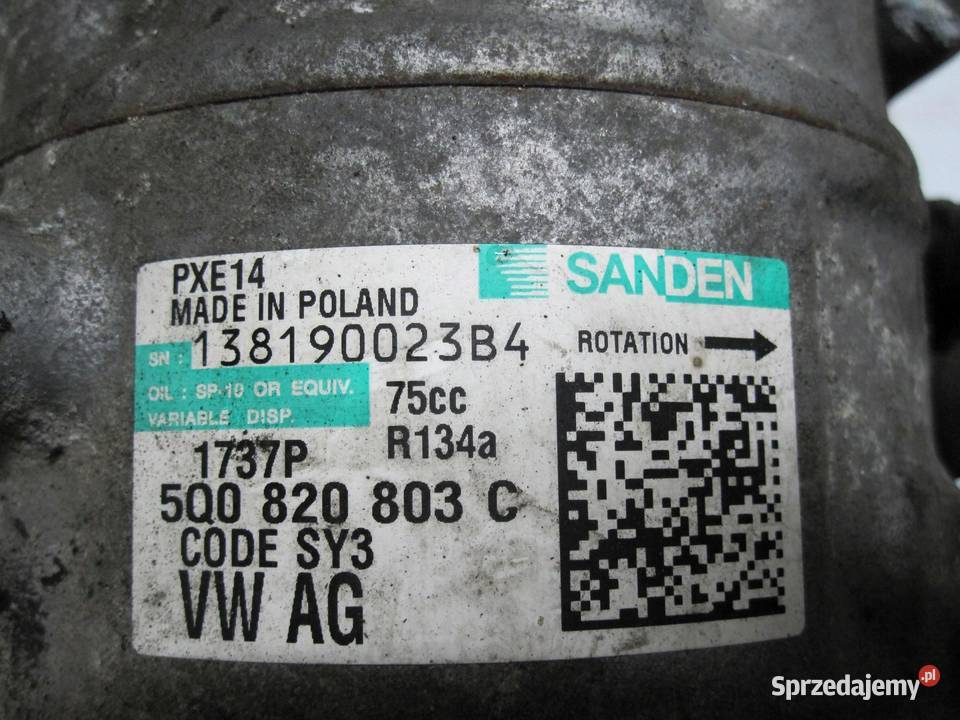 PXE14
SANDEN
MADE IN POLAND
SN : 138190023B4
ROTATION
OIL : SP-10 OR EQUIV.
75cc
VARIABLE DISP.
R134a
1737P
5Q0 820 803 C
CODE SY3
VW AG
Sprzedajemy.pl